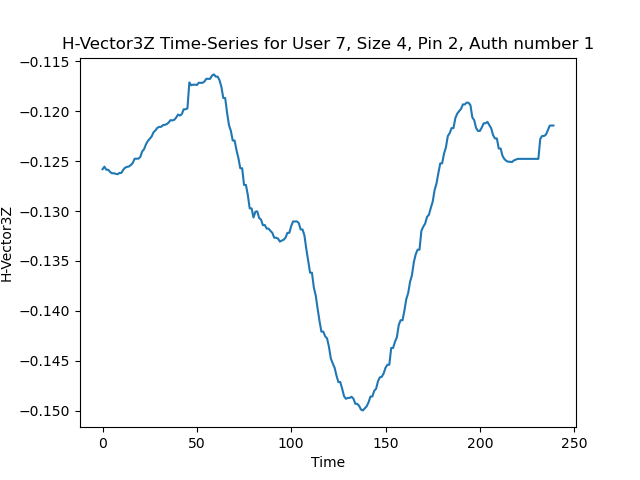 H-Vector3Z Time-Series for User 7, Size 4, Pin 2, Auth number 1
−0.115
−0.120
−0.125
−0.130
−0.135
−0.140
−0.145
−0.150
H-Vector3Z
0 50 100 150 200 250
Time